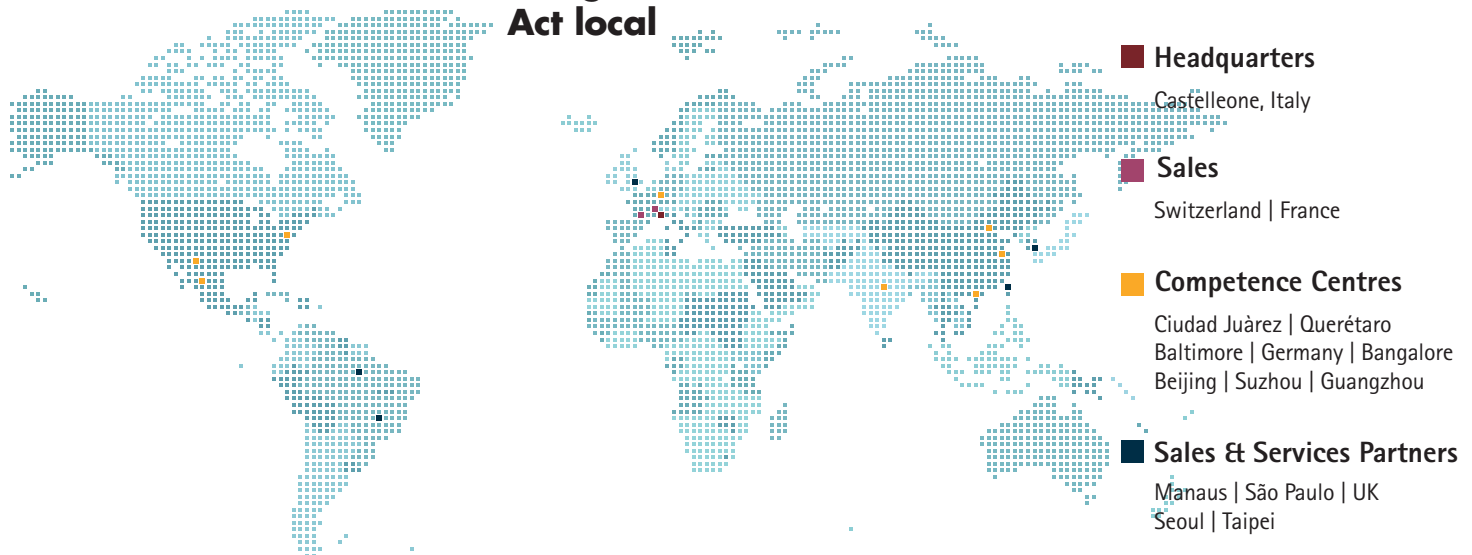 Act local
Headquarters
Castelleone, Italy
Sales
Switzerland | France
Competence Centres
Ciudad Juàrez | Querétaro
Baltimore | Germany | Bangalore
Beijing | Suzhou | Guangzhou
Sales & Services Partners
Manaus | São Paulo | UK
Seoul | Taipei